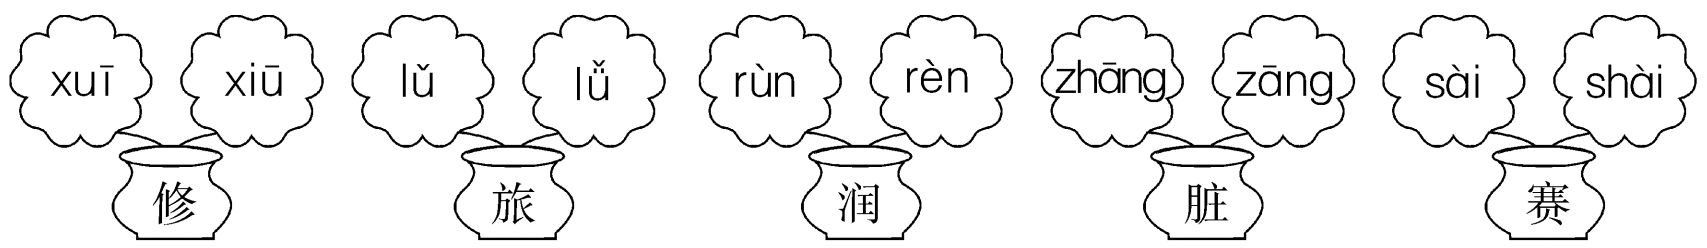 xuī xiū lǔ lǚ rùn rèn zhāng zāng sài shài
修 旅 润 脏 赛